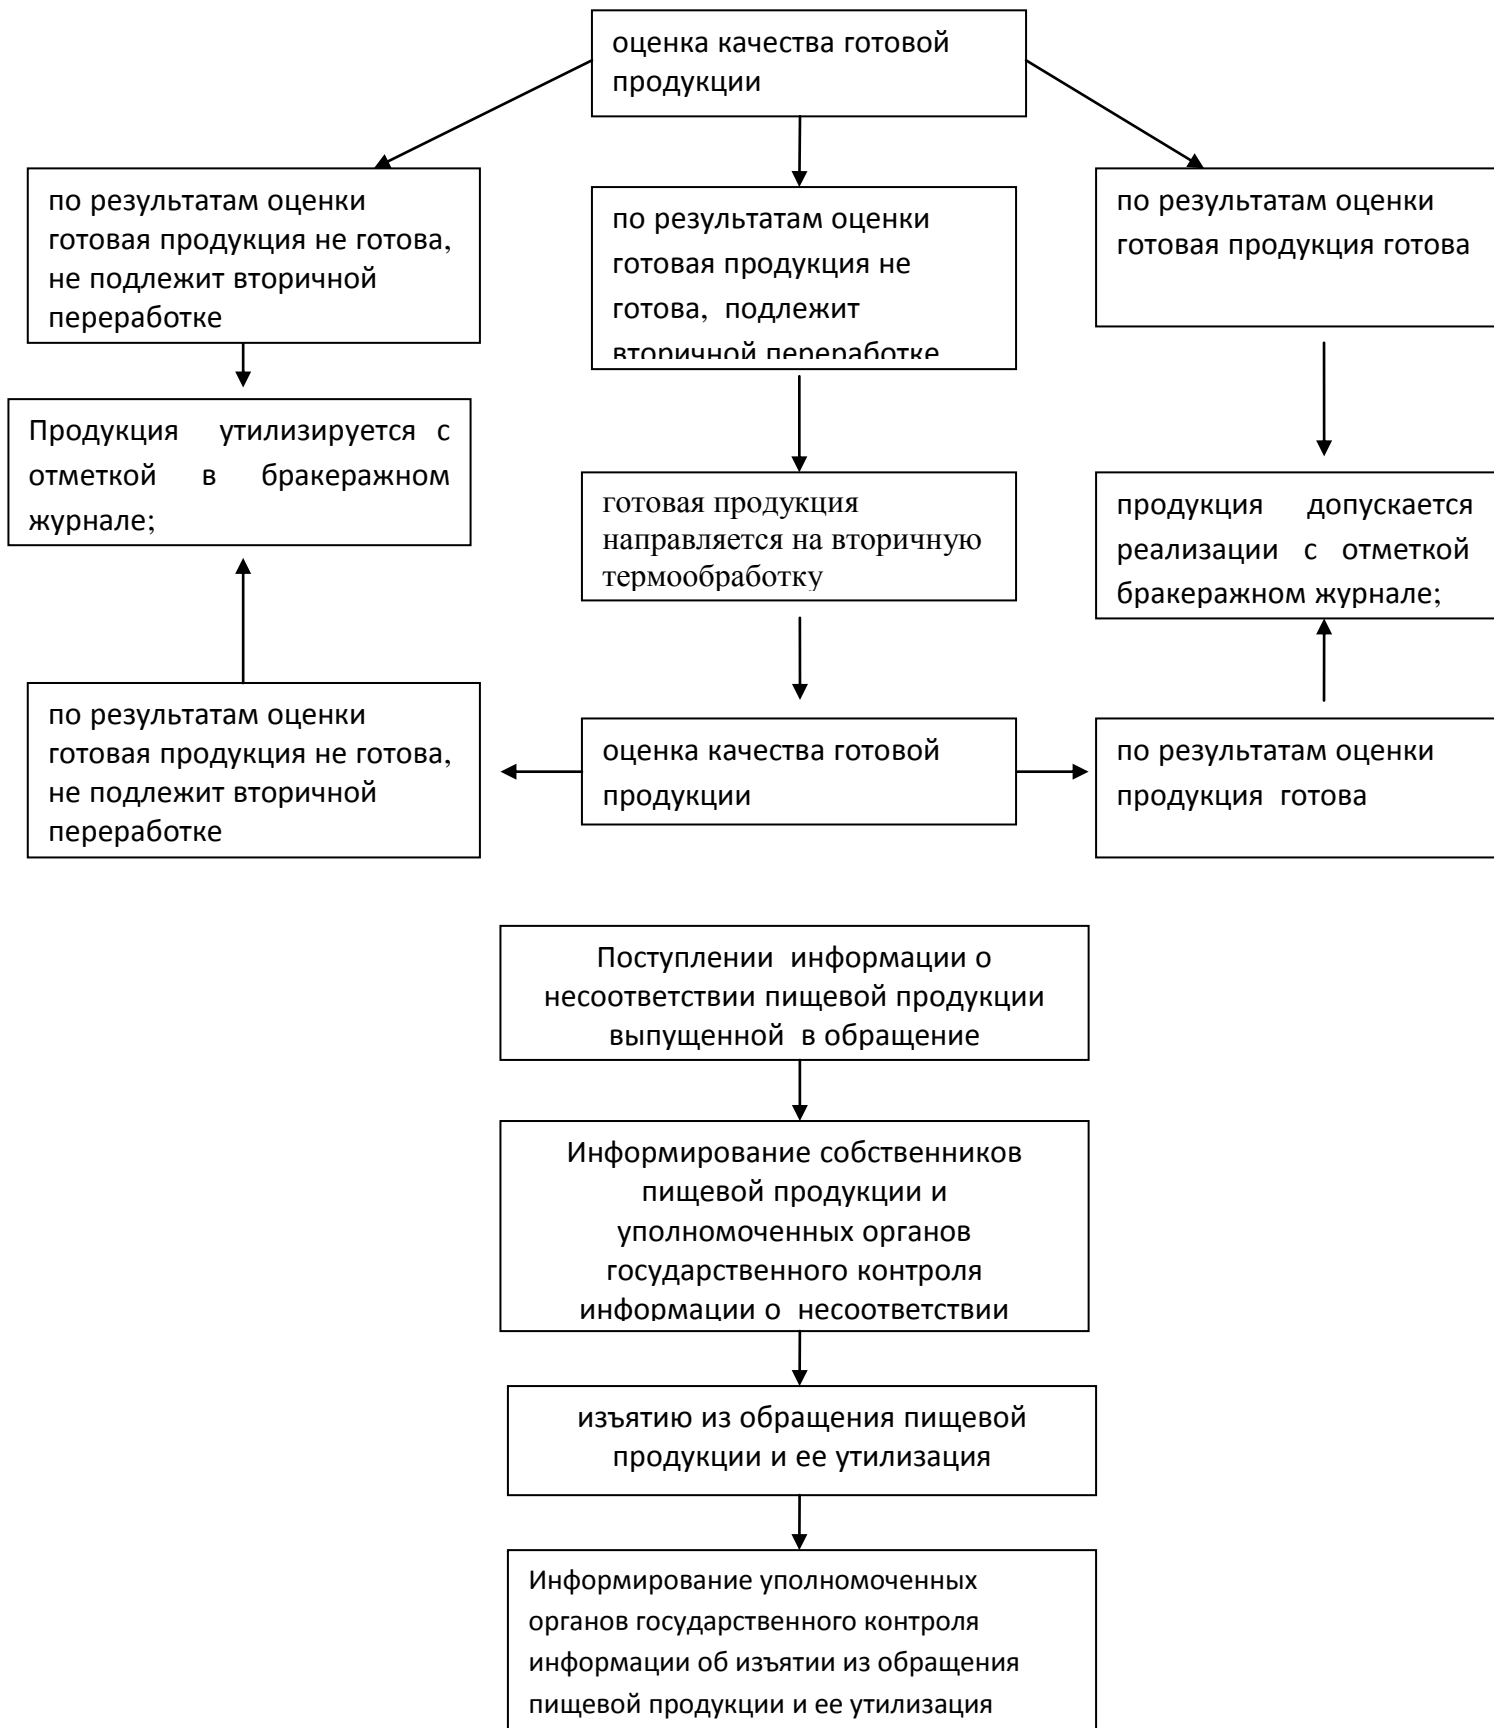 оценка качества готовой
продукции
по результатам оценки
готовая продукция не готова,
не подлежит вторичной
переработке
по результатам оценки
готовая продукция не
готова, подлежит
вторичной переработке
по результатам оценки
готовая продукция готова
Продукция утилизируется с
отметкой в бракеражном
журнале;
готовая продукция
направляется на вторичную
термообработку
продукция допускается
реализации с отметкой
бракеражном журнале;
по результатам оценки
готовая продукция не готова,
не подлежит вторичной
переработке
оценка качества готовой
продукции
по результатам оценки
продукция готова
Поступлении информации о
несоответствии пищевой продукции
выпущенной в обращение
Информирование собственников
пищевой продукции и
уполномоченных органов
государственного контроля
информации о несоответствии
изъятию из обращения пищевой
продукции и ее утилизация
Информирование уполномоченных
органов государственного контроля
информации об изъятии из обращения
пищевой продукции и ее утилизация